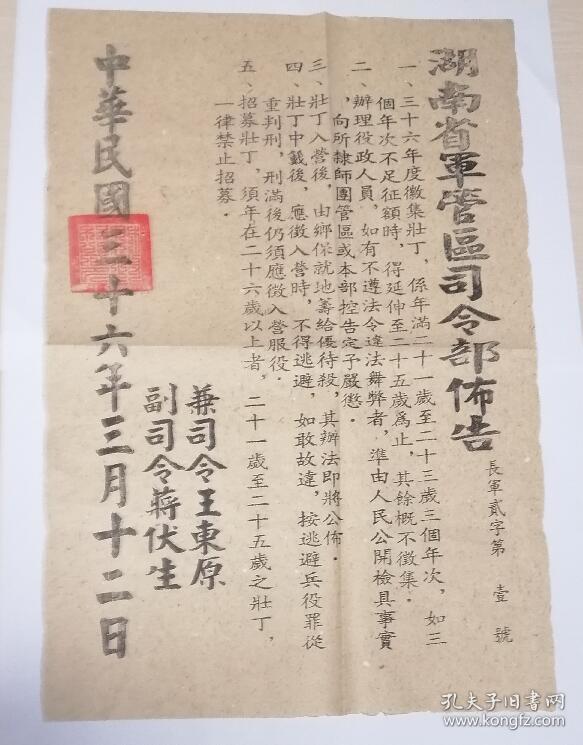 湖南省軍管區司令部佈告
長軍貳字第　壹　號
一、三十六年度徵集壯丁，係年滿二十一歲至二十三歲三個年次，如三
個年次不足征額時，得延伸至二十五歲爲止，其餘概不徵集．
二　辦理役政人員，如有不遵法令違法舞弊者，準由人民公開檢具事實
，向所隸師團管區或本部控告定予嚴懲．
三、壯丁入營後，由鄉保就地籌給優待穀，其辦法即將公佈．
四、壯丁中籤後，應徵入營時，不得逃避，如敢故違，按逃避兵役罪從
重判刑，刑滿後仍須應徵入營服役．
五、招募壯丁，須年在二十六歲以上者，二十一歲至二十五歲之壯丁，
一律禁止招募．
兼司令王東原
副司令蔣伏生
中華民國三十六年三月十二日
孔夫子旧书网
www.kongfz.com